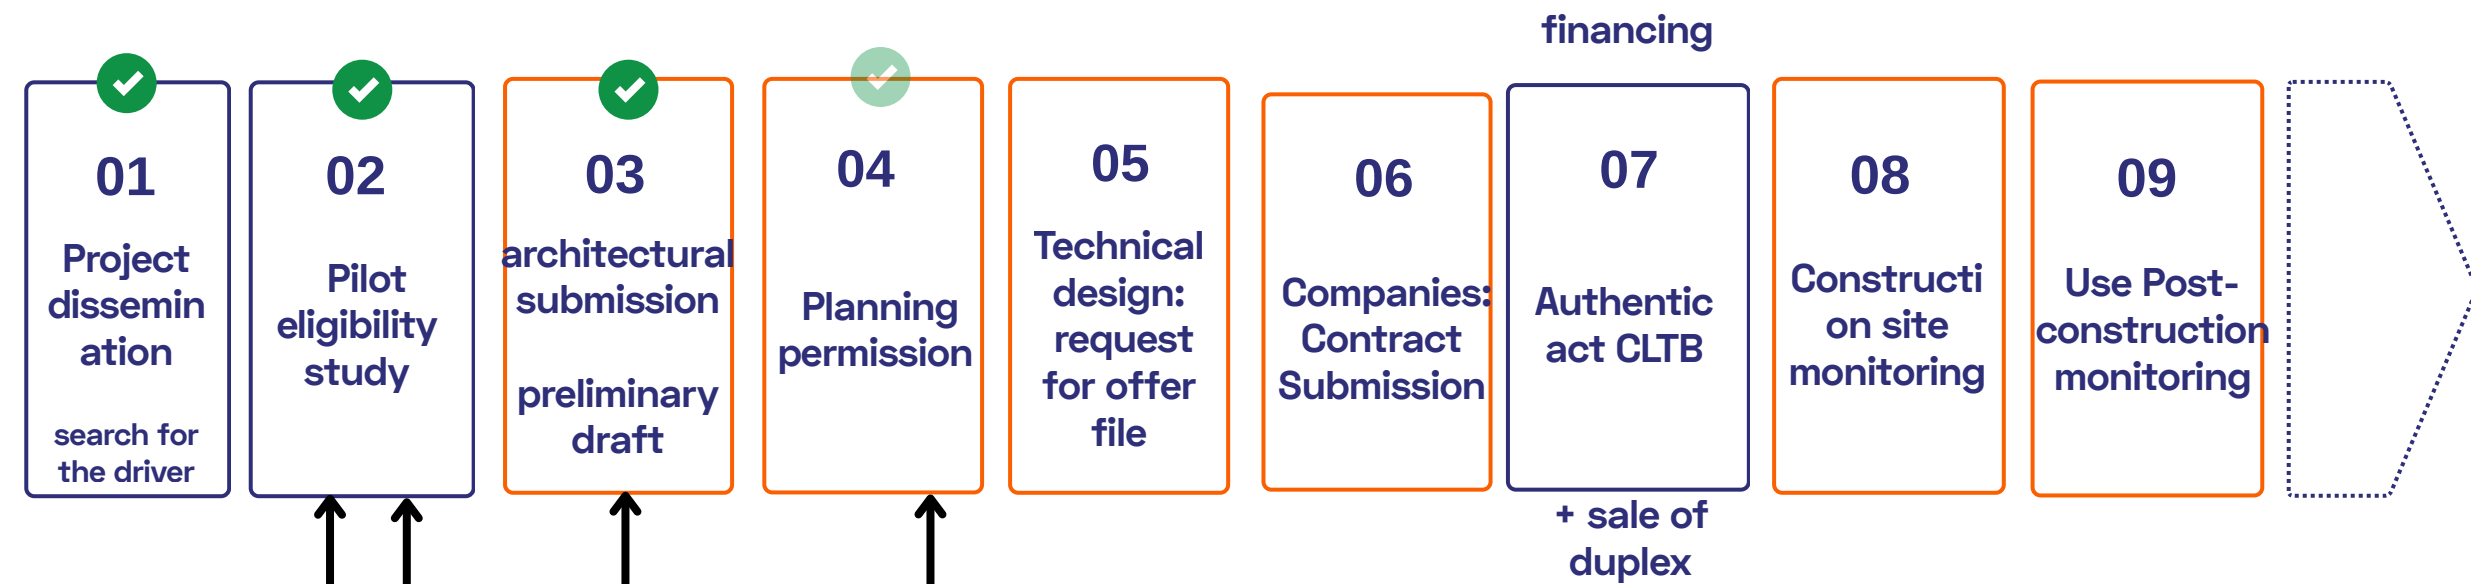 01
Project
dissemin
ation
search for
the driver
02
Pilot
eligibility
study
03
architectural
submission
preliminary
draft
04
Planning
permission
05
Technical
design:
request
for offer
file
06
Companies:
Contract
Submission
financing
07
Authentic
act CLTB
+ sale of
duplex
08
Constructi
on site
monitoring
09
Use Post-
construction
monitoring